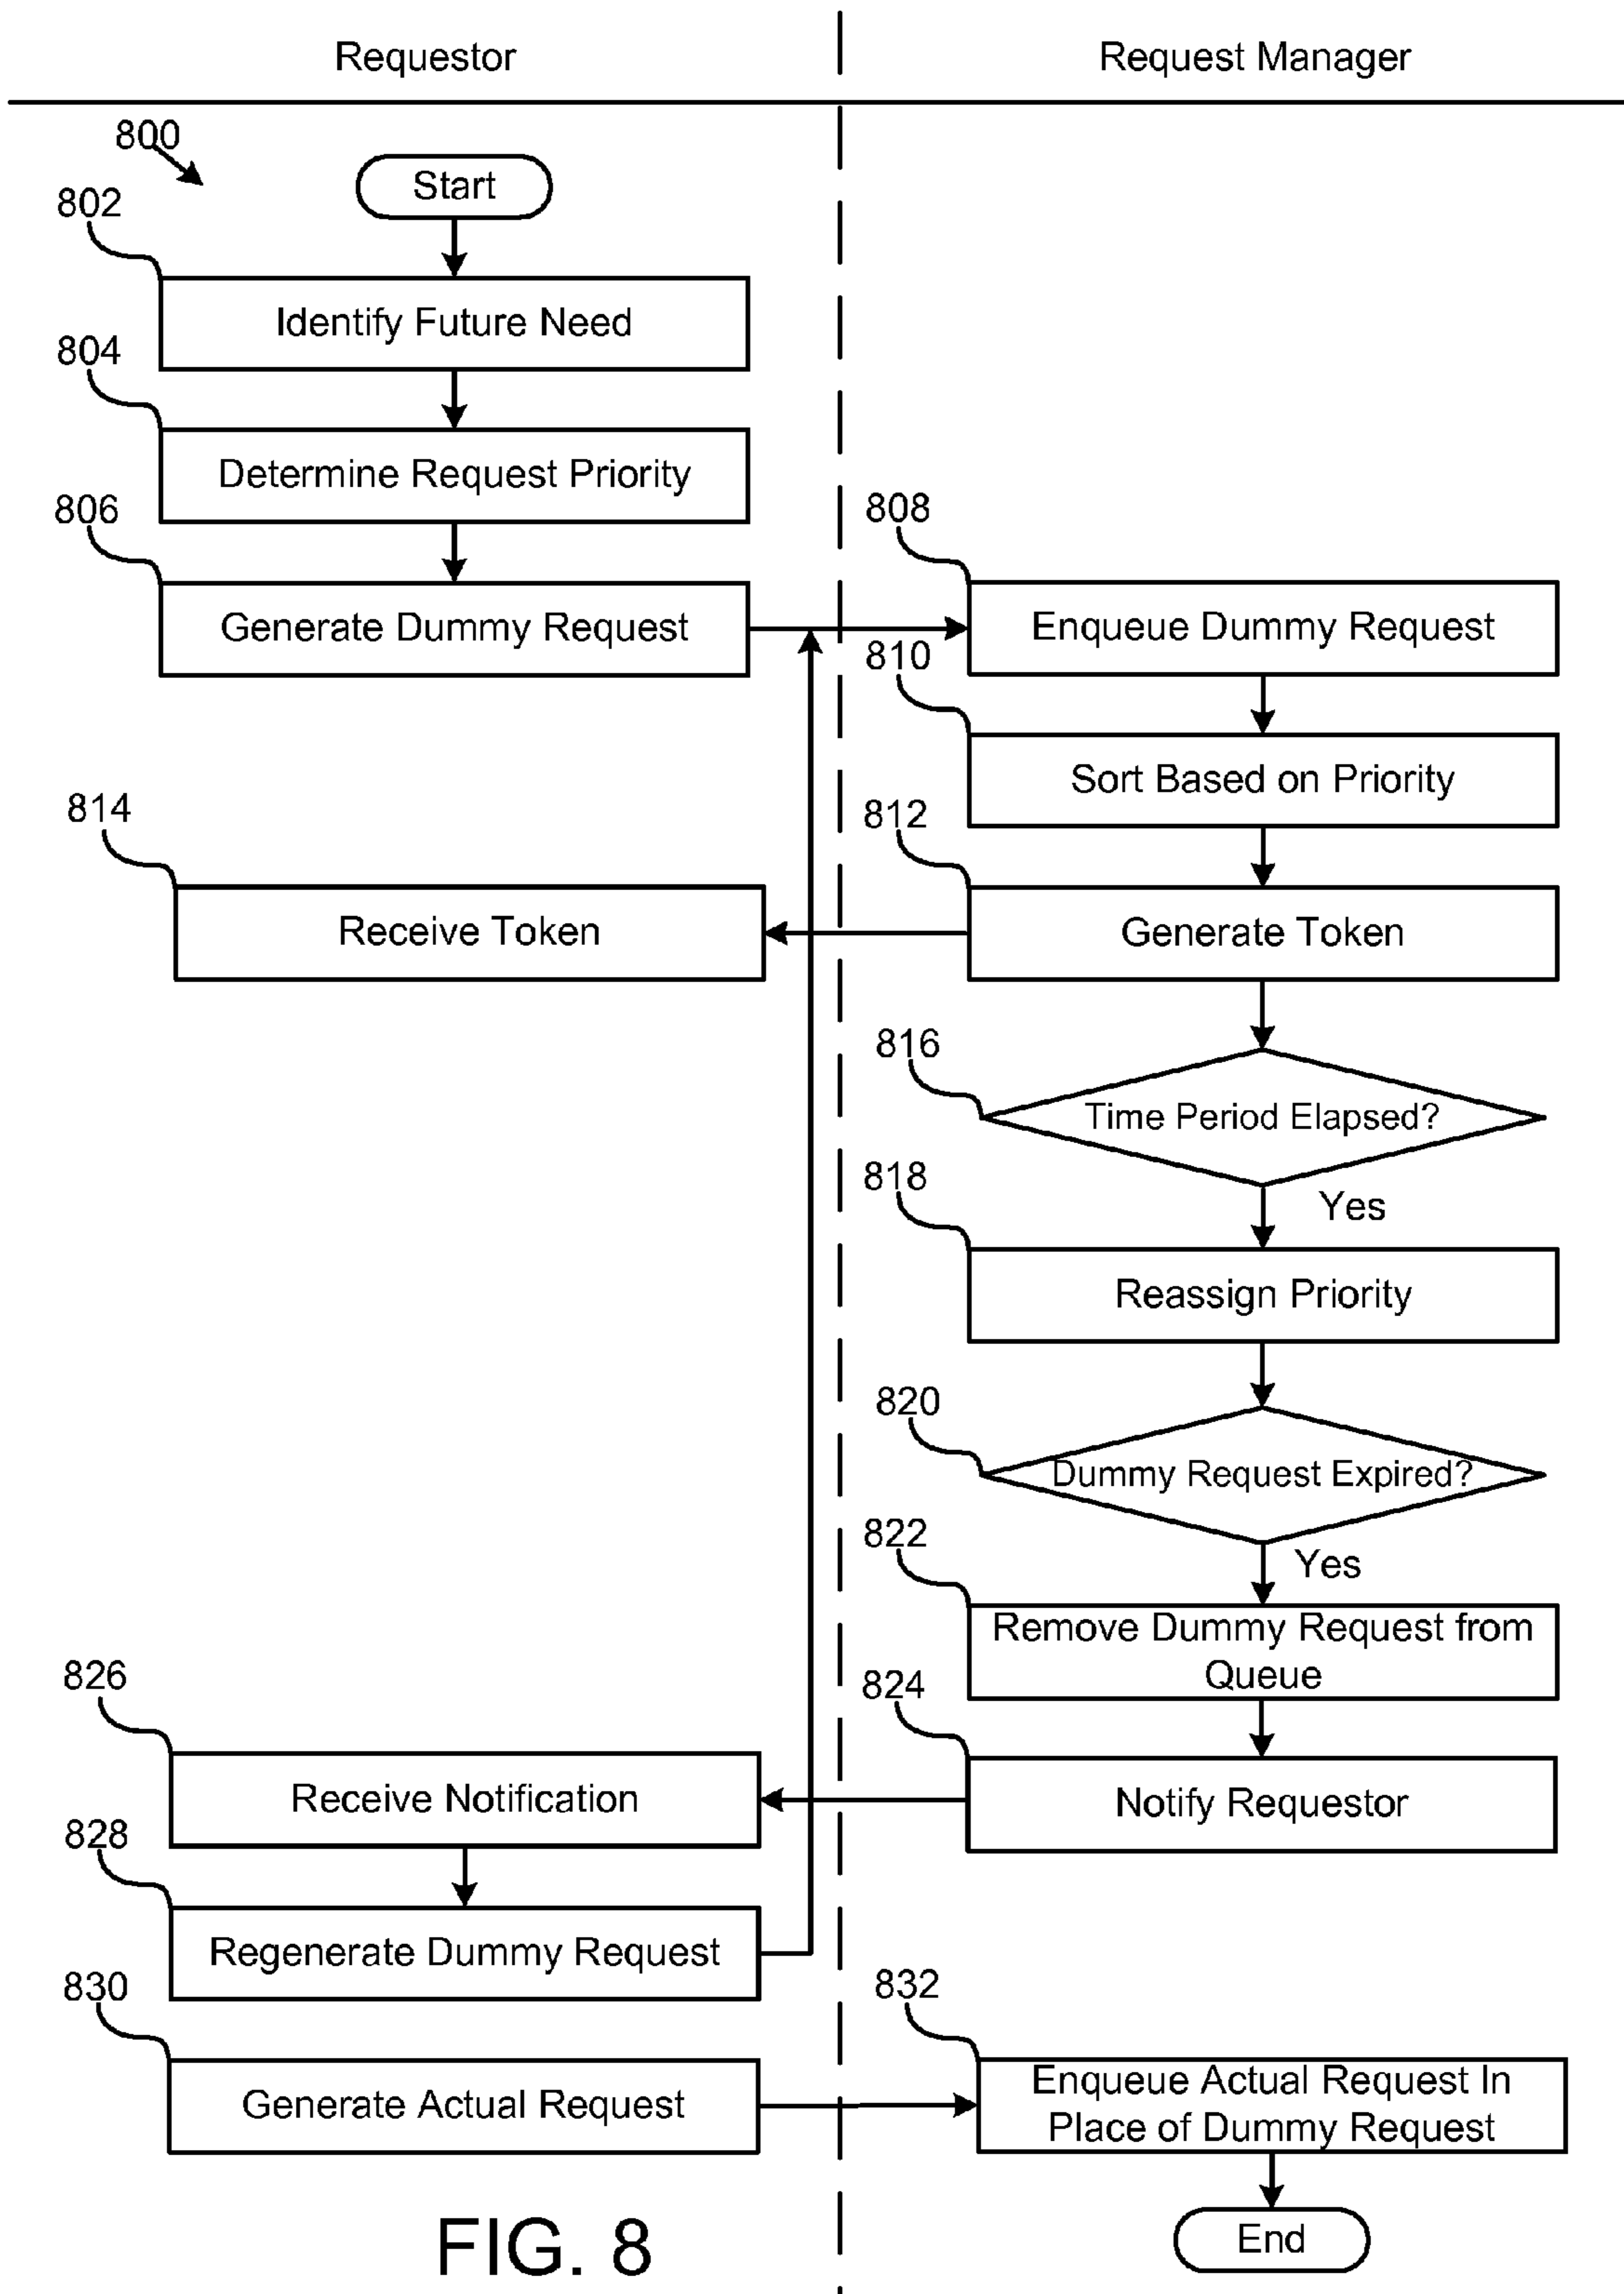 Requestor
Request Manager
800
Start
802
Identify Future Need
804
Determine Request Priority
806
Generate Dummy Request
808
Enqueue Dummy Request
810
Sort Based on Priority
812
Generate Token
814
Receive Token
816
Time Period Elapsed?
Yes
818
Reassign Priority
820
Dummy Request Expired?
Yes
822
Remove Dummy Request from
Queue
824
Notify Requestor
826
Receive Notification
828
Regenerate Dummy Request
830
Generate Actual Request
832
Enqueue Actual Request In
Place of Dummy Request
End
FIG. 8